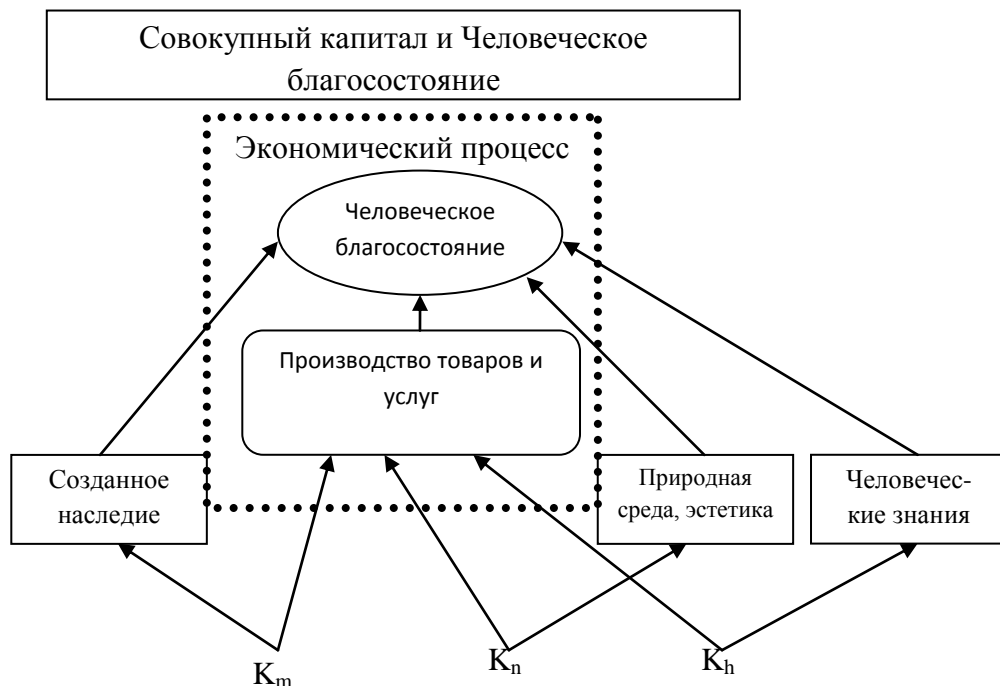 Совокупный капитал и Человеческое
благосостояние
Экономический процесс
Человеческое
благосостояние
Производство товаров и
услуг
Созданное
наследие
Природная
среда, эстетика
Человечес-
кие знания
Km
Kn
Kh